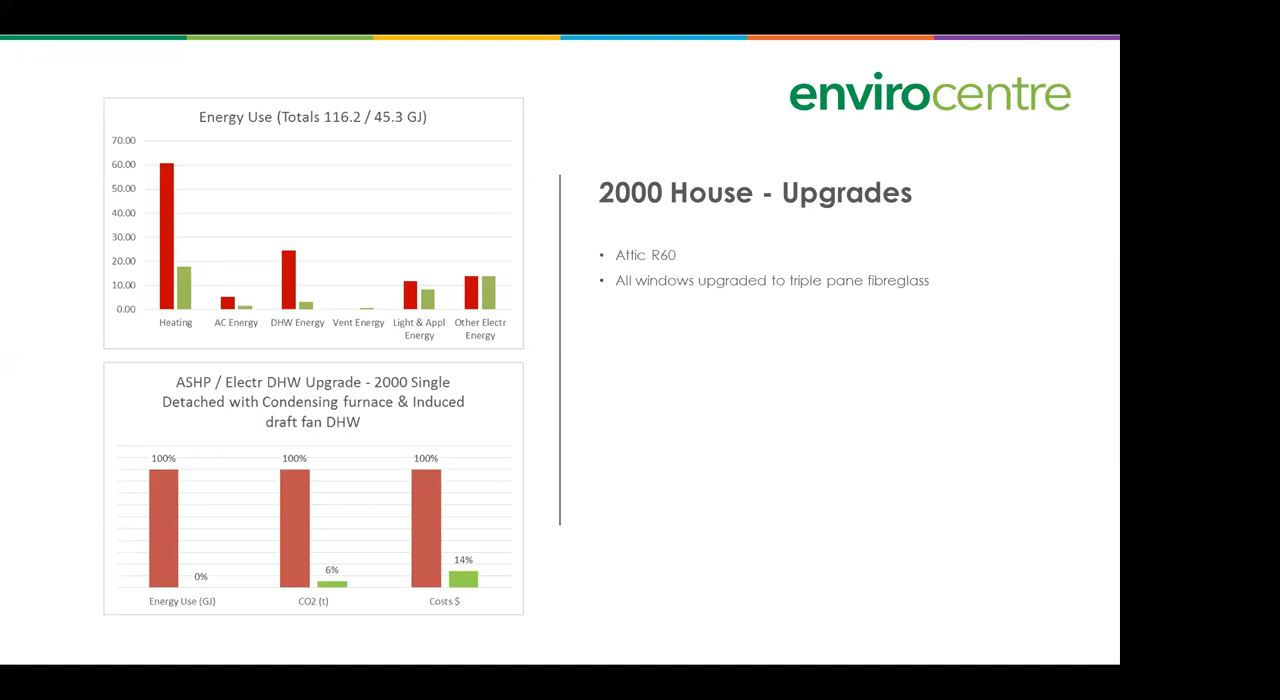 envirocentre
Energy Use (Totals 116.2 / 45.3 GJ)
70.00
60.00
50.00
40.00
30.00
20.00
10.00
0.00
Heating
AC Energy
DHW Energy
Vent Energy
Light & Appl
Energy
Other Electr
Energy
ASHP / Electr DHW Upgrade - 2000 Single
Detached with Condensing furnace & Induced
draft fan DHW
100%
0%
100%
6%
100%
14%
Energy Use (GJ)
CO2 (t)
Costs $
2000 House - Upgrades
• Attic R60
• All windows upgraded to triple pane fibreglass